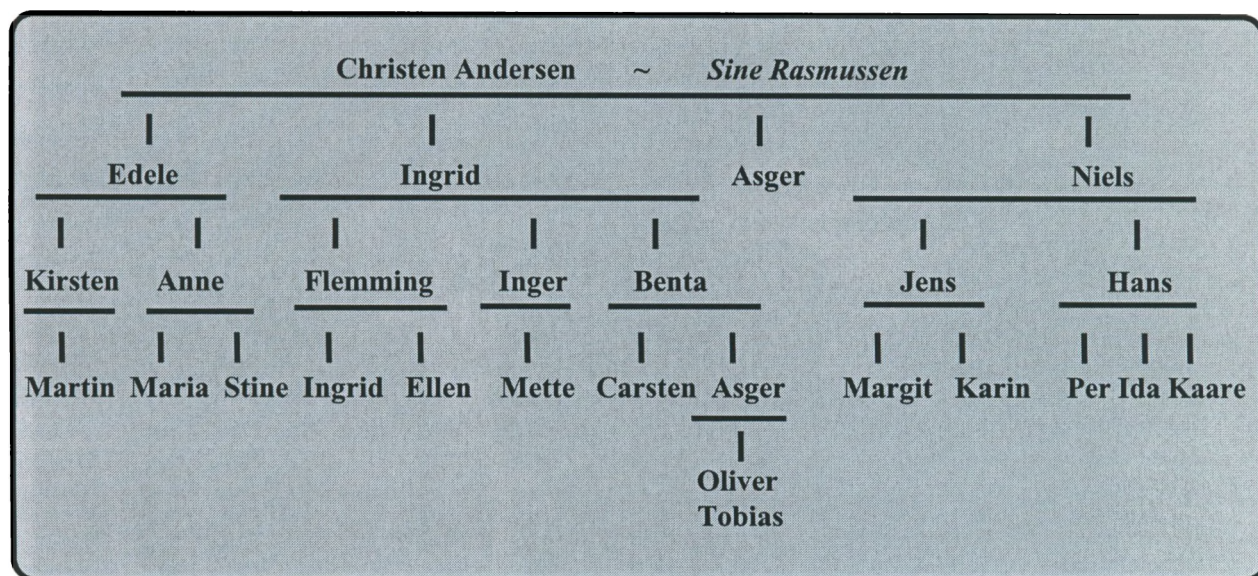 Christen Andersen ~ Sine Rasmussen
Edele Ingrid Asger Niels
Kirsten Anne Flemming Inger Benta Jens Hans
Martin Maria Stine Ingrid Ellen Mette Carsten Asger Margit Karin Per Ida Kaare
Oliver
Tobias